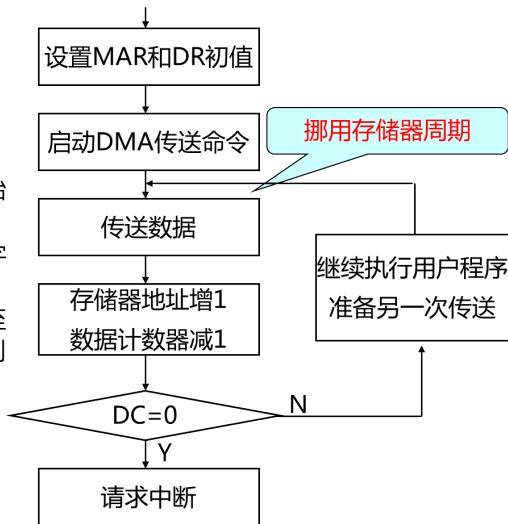 设置MAR和DR初值
启动DMA传送命令
挪用存储器周期
传送数据
继续执行用户程序
准备另一次传送
存储器地址增1
数据计数器减1
DC=0
N
Y
请求中断